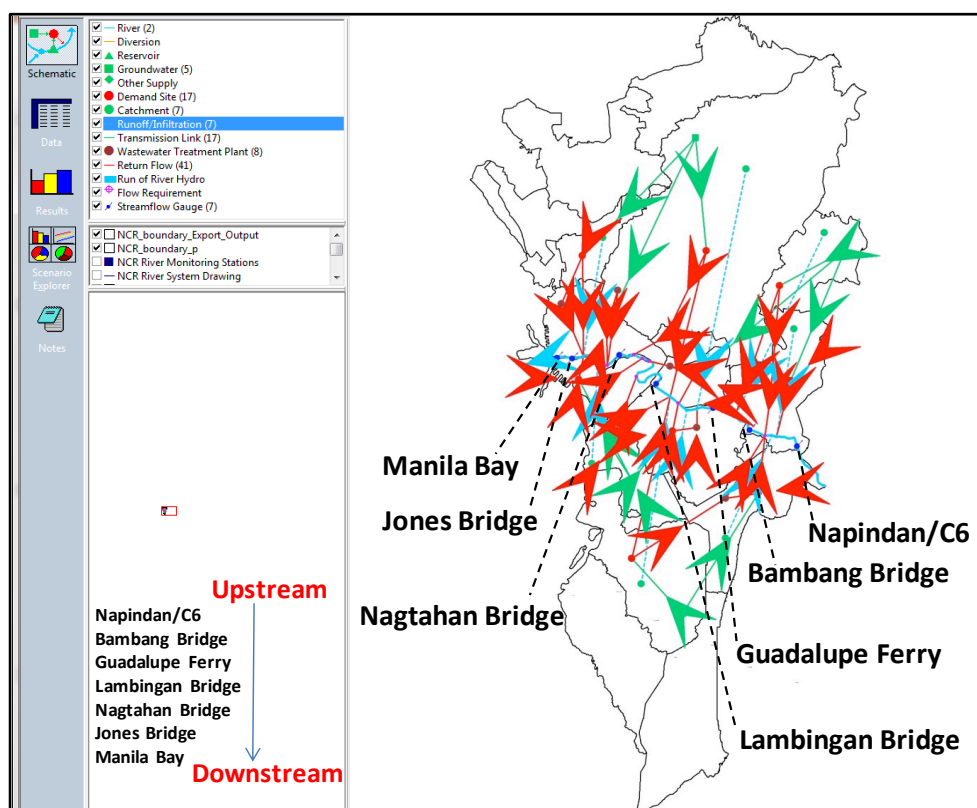 Schematic
Data
Results
Scenario
Explorer
Notes
River (2)
Diversion
Reservoir
Groundwater (5)
Other Supply
Demand Site (17)
Catchment (7)
Runoff/Infiltration (7)
Transmission Link (17)
Wastewater Treatment Plant (8)
Return Flow (41)
Run of River Hydro
Flow Requirement
Streamflow Gauge (7)
NCR_boundary_Export_Output
NCR_boundary_p
NCR River Monitoring Stations
NCR River System Drawing
Upstream
Napindan/C6
Bambang Bridge
Guadalupe Ferry
Lambingan Bridge
Nagtahan Bridge
Jones Bridge
Manila Bay
Downstream
Manila Bay
Jones Bridge
Nagtahan Bridge
Napindan/C6
Bambang Bridge
Guadalupe Ferry
Lambingan Bridge